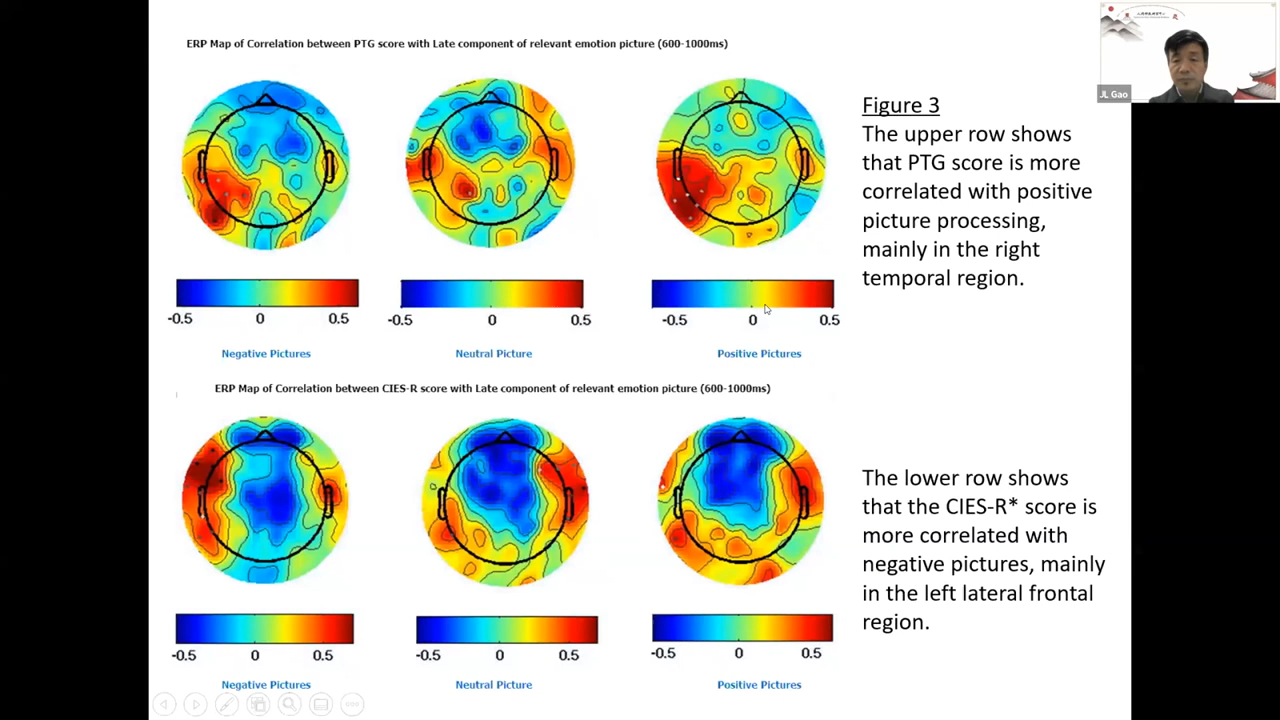 ERP Map of Correlation between PTG score with Late component of relevant emotion picture (600-1000ms)
-0.5 0 0.5
-0.5 0 0.5
-0.5 0 0.5
Negative Pictures
Neutral Picture
Positive Pictures
Figure 3
The upper row shows
that PTG score is more
correlated with positive
picture processing,
mainly in the right
temporal region.
JL Gao
ERP Map of Correlation between CIES-R score with Late component of relevant emotion picture (600-1000ms)
-0.5 0 0.5
-0.5 0 0.5
-0.5 0 0.5
Negative Pictures
Neutral Picture
Positive Pictures
The lower row shows
that the CIES-R* score is
more correlated with
negative pictures, mainly
in the left lateral frontal
region.